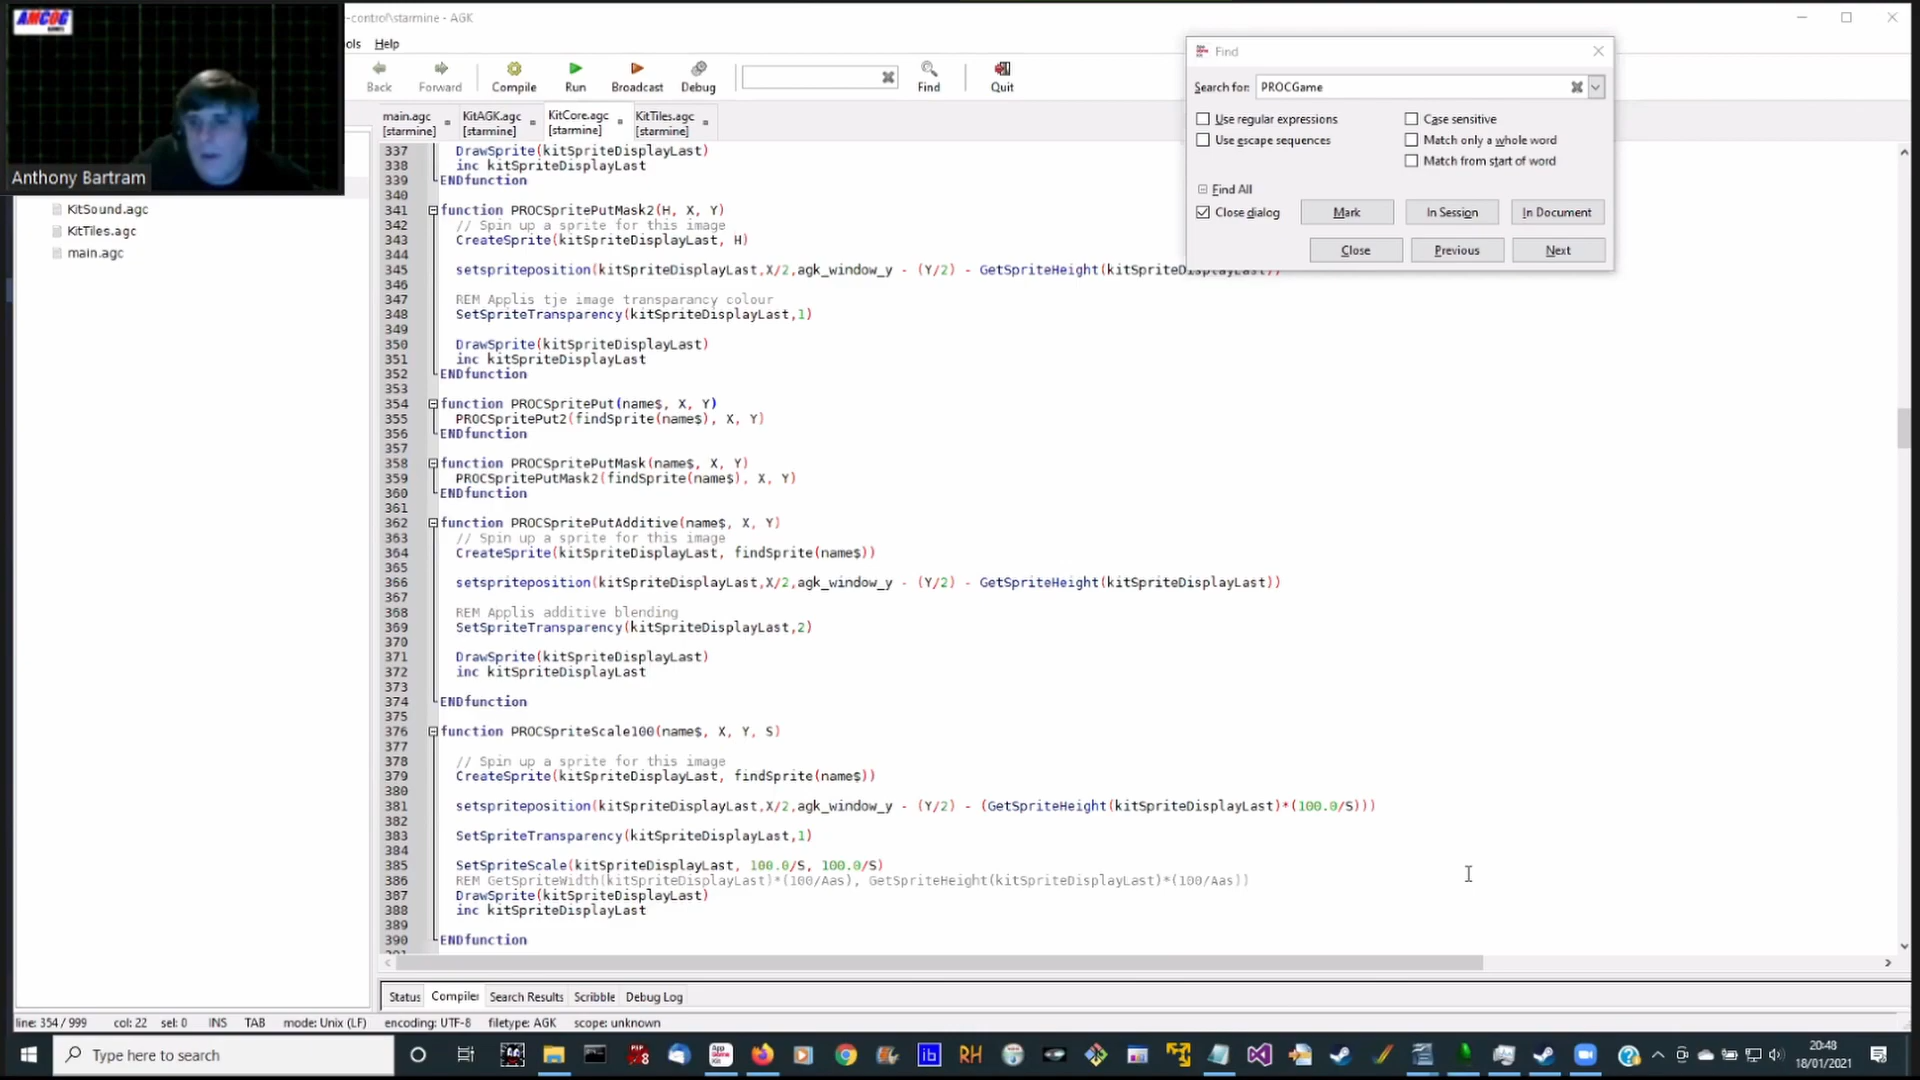 AMCOG
GAMES
Anthony Bartram
-control\starmine - AGK
ols Help
Back Forward Compile Run Broadcast Debug Find Quit
main.agc
[starmine]
KitAGK.agc
[starmine]
KitCore.agc
[starmine]
KitTiles.agc
[starmine]
KitSound.agc
KitTiles.agc
main.agc
Find
Search for: PROCGame
Use regular expressions
Case sensitive
Use escape sequences
Match only a whole word
Match from start of word
Find All
Close dialog
Mark
In Session
In Document
Close
Previous
Next
337 DrawSprite(kitSpriteDisplayLast)
338 inc kitSpriteDisplayLast
339 ENDfunction
340
341 function PROCSpritePutMask2(H, X, Y)
342 // Spin up a sprite for this image
343 CreateSprite(kitSpriteDisplayLast, H)
344
345 setspriteposition(kitSpriteDisplayLast,X/2,agk_window_y - (Y/2) - GetSpriteHeight(kitSpriteDisplayLast))
346
347 REM Applis tje image transparancy colour
348 SetSpriteTransparency(kitSpriteDisplayLast,1)
349
350 DrawSprite(kitSpriteDisplayLast)
351 inc kitSpriteDisplayLast
352 ENDfunction
353
354 function PROCSpritePut(name$, X, Y)
355 PROCSpritePut2(findSprite(name$), X, Y)
356 ENDfunction
357
358 function PROCSpritePutMask(name$, X, Y)
359 PROCSpritePutMask2(findSprite(name$), X, Y)
360 ENDfunction
361
362 function PROCSpritePutAdditive(name$, X, Y)
363 // Spin up a sprite for this image
364 CreateSprite(kitSpriteDisplayLast, findSprite(name$))
365
366 setspriteposition(kitSpriteDisplayLast,X/2,agk_window_y - (Y/2) - GetSpriteHeight(kitSpriteDisplayLast))
367
368 REM Applis additive blending
369 SetSpriteTransparency(kitSpriteDisplayLast,2)
370
371 DrawSprite(kitSpriteDisplayLast)
372 inc kitSpriteDisplayLast
373
374 ENDfunction
375
376 function PROCSpriteScale100(name$, X, Y, S)
377
378 // Spin up a sprite for this image
379 CreateSprite(kitSpriteDisplayLast, findSprite(name$))
380
381 setspriteposition(kitSpriteDisplayLast,X/2,agk_window_y - (Y/2) - (GetSpriteHeight(kitSpriteDisplayLast)*(100.0/S)))
382
383 SetSpriteTransparency(kitSpriteDisplayLast,1)
384
385 SetSpriteScale(kitSpriteDisplayLast, 100.0/S, 100.0/S)
386 REM GetSpriteWidth(kitSpriteDisplayLast)*(100/Aas), GetSpriteHeight(kitSpriteDisplayLast)*(100/Aas))
387 DrawSprite(kitSpriteDisplayLast)
388 inc kitSpriteDisplayLast
389
390 ENDfunction
Status Compiler Search Results Scribble Debug Log
line: 354 / 999 col: 22 sel: 0 INS TAB mode: Unix (LF) encoding: UTF-8 filetype: AGK scope: unknown
Type here to search
20:48
18/01/2021